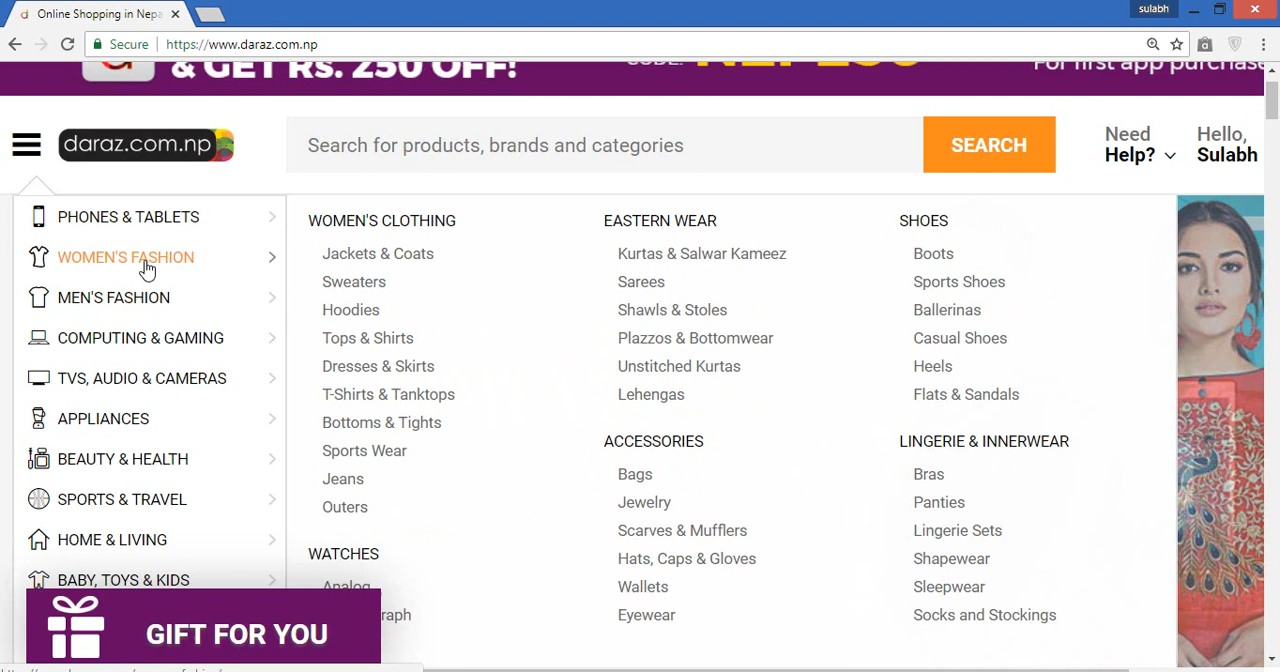 Online Shopping in Nepa
sulabh
Secure
https://www.daraz.com.np
& GET RS. 250 OFF!
CODE:
For first app purchase
daraz.com.np
Search for products, brands and categories
SEARCH
Need Help?
Hello, Sulabh
PHONES & TABLETS
WOMEN'S FASHION
MEN'S FASHION
COMPUTING & GAMING
TVS, AUDIO & CAMERAS
APPLIANCES
BEAUTY & HEALTH
SPORTS & TRAVEL
HOME & LIVING
BABY, TOYS & KIDS
GIFT FOR YOU
WOMEN'S CLOTHING
Jackets & Coats
Sweaters
Hoodies
Tops & Shirts
Dresses & Skirts
T-Shirts & Tanktops
Bottoms & Tights
Sports Wear
Jeans
Outers
WATCHES
Analog
raph
EASTERN WEAR
Kurtas & Salwar Kameez
Sarees
Shawls & Stoles
Plazzos & Bottomwear
Unstitched Kurtas
Lehengas
ACCESSORIES
Bags
Jewelry
Scarves & Mufflers
Hats, Caps & Gloves
Wallets
Eyewear
SHOES
Boots
Sports Shoes
Ballerinas
Casual Shoes
Heels
Flats & Sandals
LINGERIE & INNERWEAR
Bras
Panties
Lingerie Sets
Shapewear
Sleepwear
Socks and Stockings